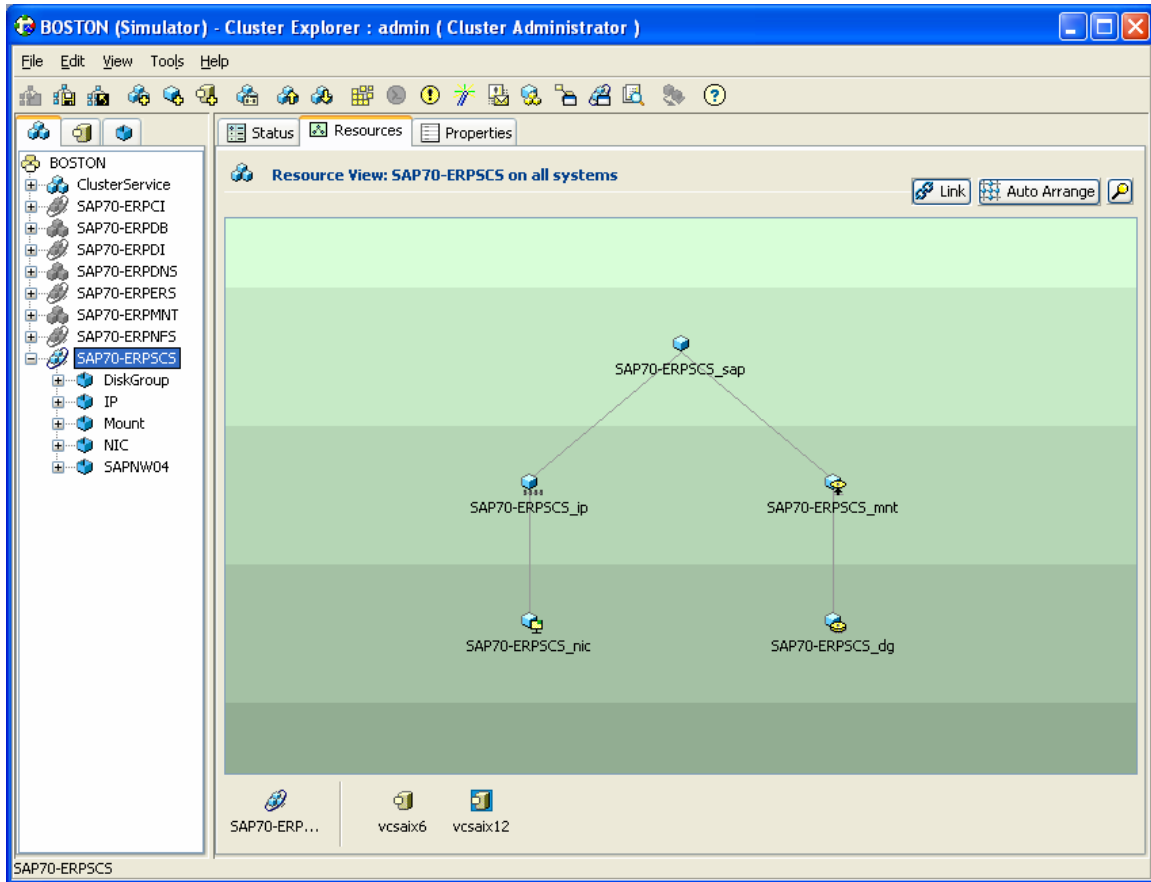 BOSTON (Simulator) - Cluster Explorer : admin ( Cluster Administrator )
File Edit View Tools Help
Status Resources Properties
BOSTON
ClusterService
SAP70-ERPCI
SAP70-ERPDB
SAP70-ERPDI
SAP70-ERPDNS
SAP70-ERPERS
SAP70-ERPMNT
SAP70-ERPNFS
SAP70-ERPSCS
DiskGroup
IP
Mount
NIC
SAPNW04
Resource View: SAP70-ERPSCS on all systems
Link Auto Arrange
SAP70-ERPSCS_sap
SAP70-ERPSCS_ip SAP70-ERPSCS_mnt
SAP70-ERPSCS_nic SAP70-ERPSCS_dg
SAP70-ERP... vcsaix6 vcsaix12
SAP70-ERPSCS